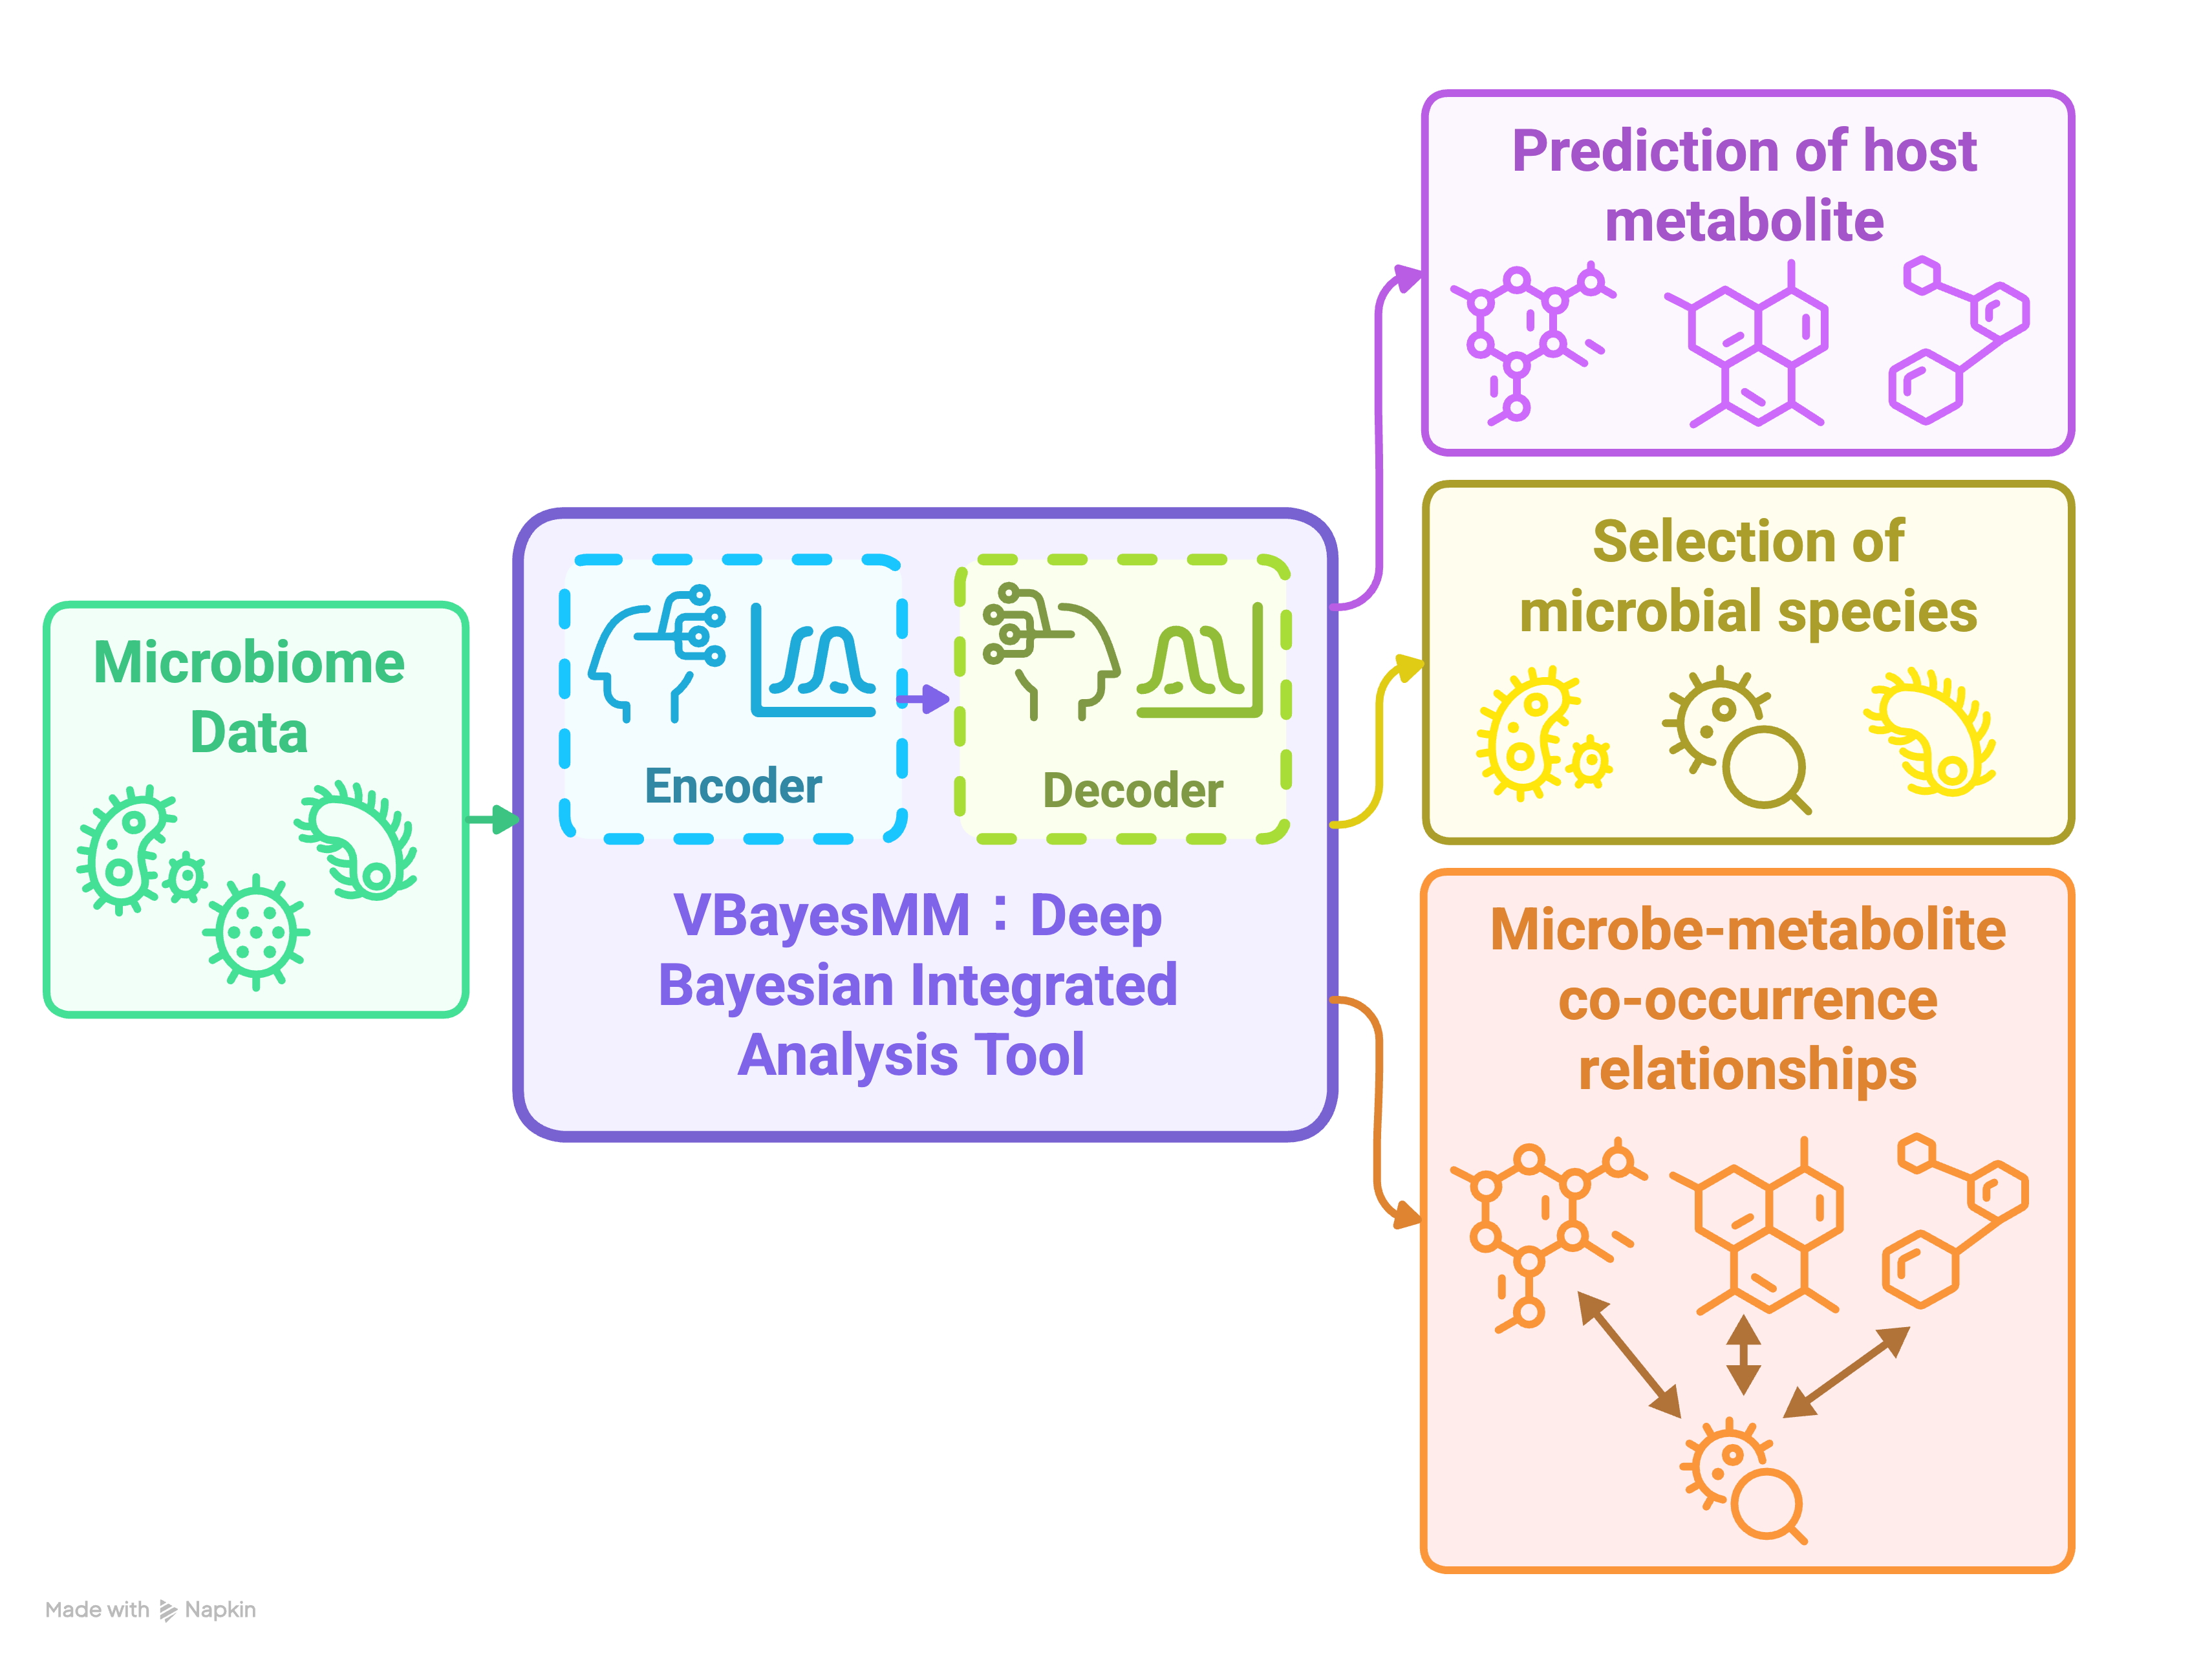 Microbiome
Data
Encoder
Decoder
VBayesMM：Deep
Bayesian Integrated
Analysis Tool
Prediction of host
metabolite
Selection of
microbial species
Microbe-metabolite
co-occurrence
relationships
Made with Napkin